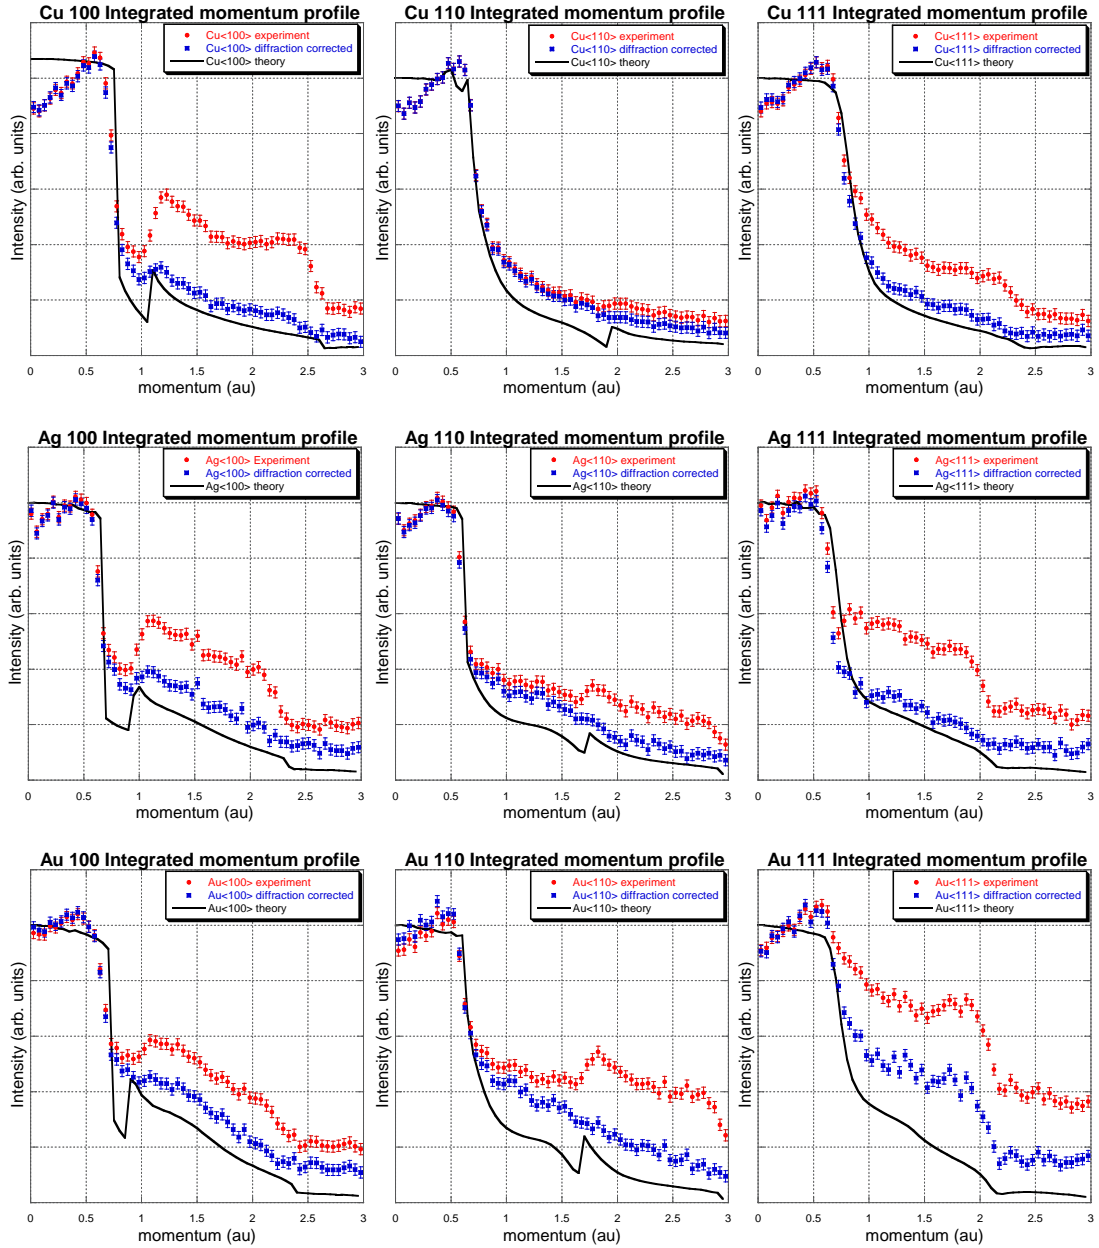 Cu 100 Integrated momentum profile
Cu<100> experiment
Cu<100> diffraction corrected
Cu<100> theory
Intensity (arb. units)
0 0.5 1 1.5 2 2.5 3
momentum (au)
Cu 110 Integrated momentum profile
Cu<110> experiment
Cu<110> diffraction corrected
Cu<110> theory
Intensity (arb. units)
0 0.5 1 1.5 2 2.5 3
momentum (au)
Cu 111 Integrated momentum profile
Cu<111> experiment
Cu<111> diffraction corrected
Cu<111> theory
Intensity (arb. units)
0 0.5 1 1.5 2 2.5 3
momentum (au)
Ag 100 Integrated momentum profile
Ag<100> Experiment
Ag<100> diffraction corrected
Ag<100> theory
Intensity (arb. units)
0 0.5 1 1.5 2 2.5 3
momentum (au)
Ag 110 Integrated momentum profile
Ag<110> experiment
Ag<110> diffraction corrected
Ag<110> theory
Intensity (arb. units)
0 0.5 1 1.5 2 2.5 3
momentum (au)
Ag 111 Integrated momentum profile
Ag<111> experiment
Ag<111> diffraction corrected
Ag<111> theory
Intensity (arb. units)
0 0.5 1 1.5 2 2.5 3
momentum (au)
Au 100 Integrated momentum profile
Au<100> experiment
Au<100> diffraction corrected
Au<100> theory
Intensity (arb. units)
0 0.5 1 1.5 2 2.5 3
momentum (au)
Au 110 Integrated momentum profile
Au<110> experiment
Au<110> diffraction corrected
Au<110> theory
Intensity (arb. units)
0 0.5 1 1.5 2 2.5 3
momentum (au)
Au 111 Integrated momentum profile
Au<111> experiment
Au<111> diffraction corrected
Au<111> theory
Intensity (arb. units)
0 0.5 1 1.5 2 2.5 3
momentum (au)